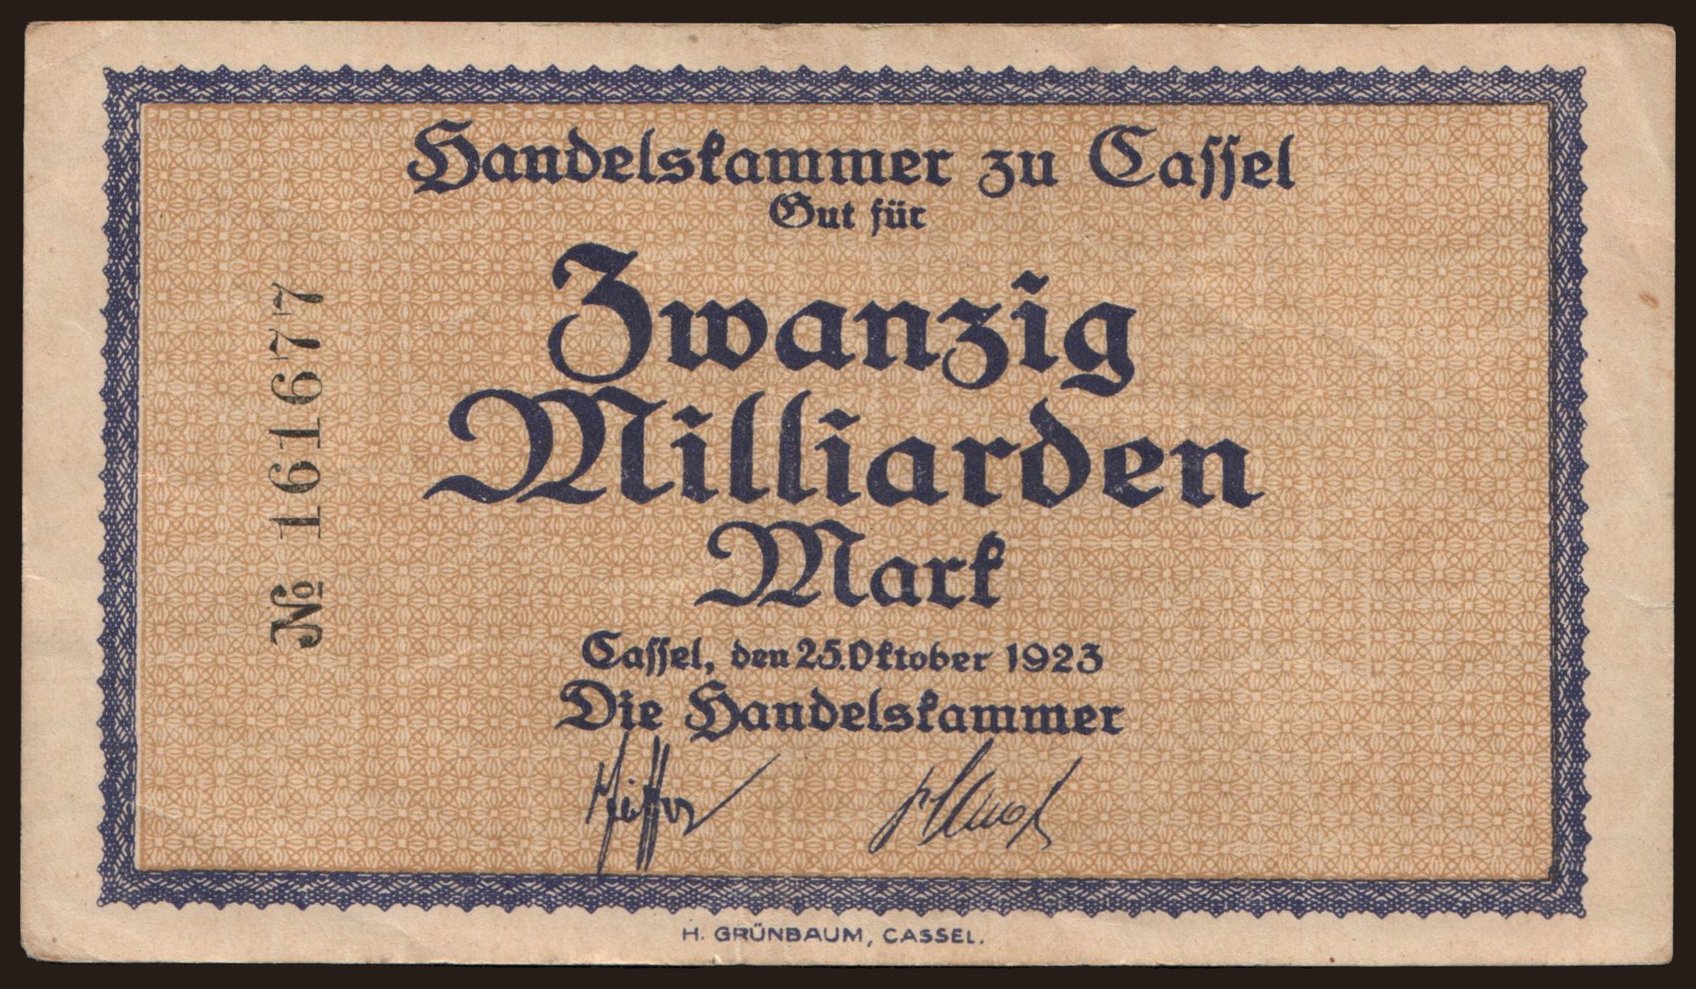 Handelskammer zu Cassel
Gut für
Zwanzig
Milliarden
Mark
Cassel, den 25. Oktober 1923
Die Handelskammer
Pfeiffer
№ 161677
H. GRÜNBAUM, CASSEL.